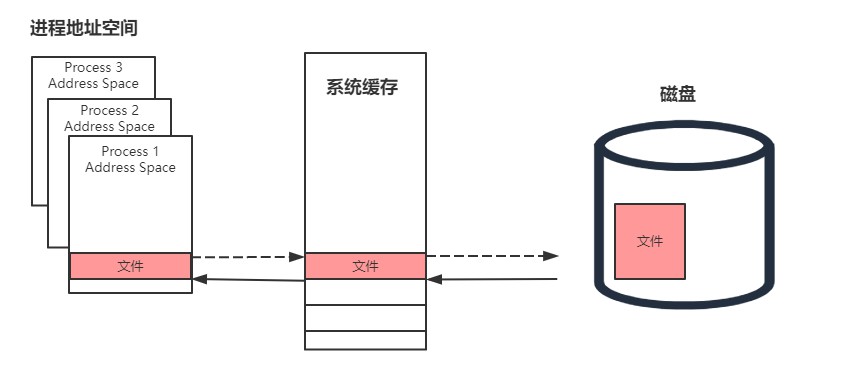 进程地址空间
Process 3
Address Space
Process 2
Address Space
Process 1
Address Space
文件
系统缓存
文件
磁盘
文件